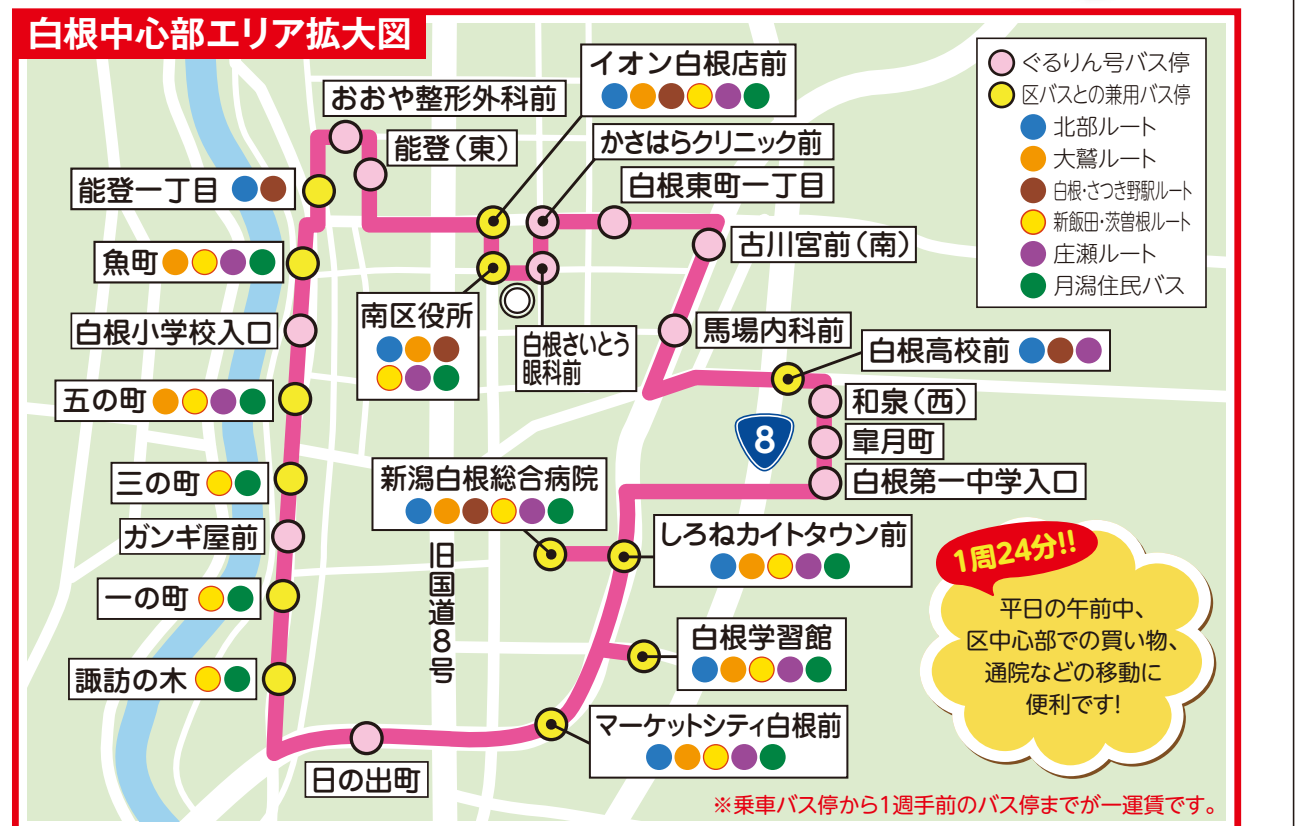 白根中心部エリア拡大図
ぐるりん号バス停
区バスとの兼用バス停
北部ルート
大鷲ルート
白根・さつき野駅ルート
新飯田・茨曽根ルート
庄瀬ルート
月潟住民バス
イオン白根店前
おおや整形外科前
能登（東）
かさはらクリニック前
白根東町一丁目
能登一丁目
古川宮前（南）
魚町
南区役所
白根さいとう
眼科前
馬場内科前
白根小学校入口
白根高校前
五の町
和泉（西）
皐月町
8
白根第一中学入口
三の町
新潟白根総合病院
ガンギ屋前
しろねカイトタウン前
旧国道8号
一の町
白根学習館
諏訪の木
マーケットシティ白根前
日の出町
1周24分!!
平日の午前中、
区中心部での買い物、
通院などの移動に
便利です!
※乗車バス停から1週手前のバス停までが一運賃です。